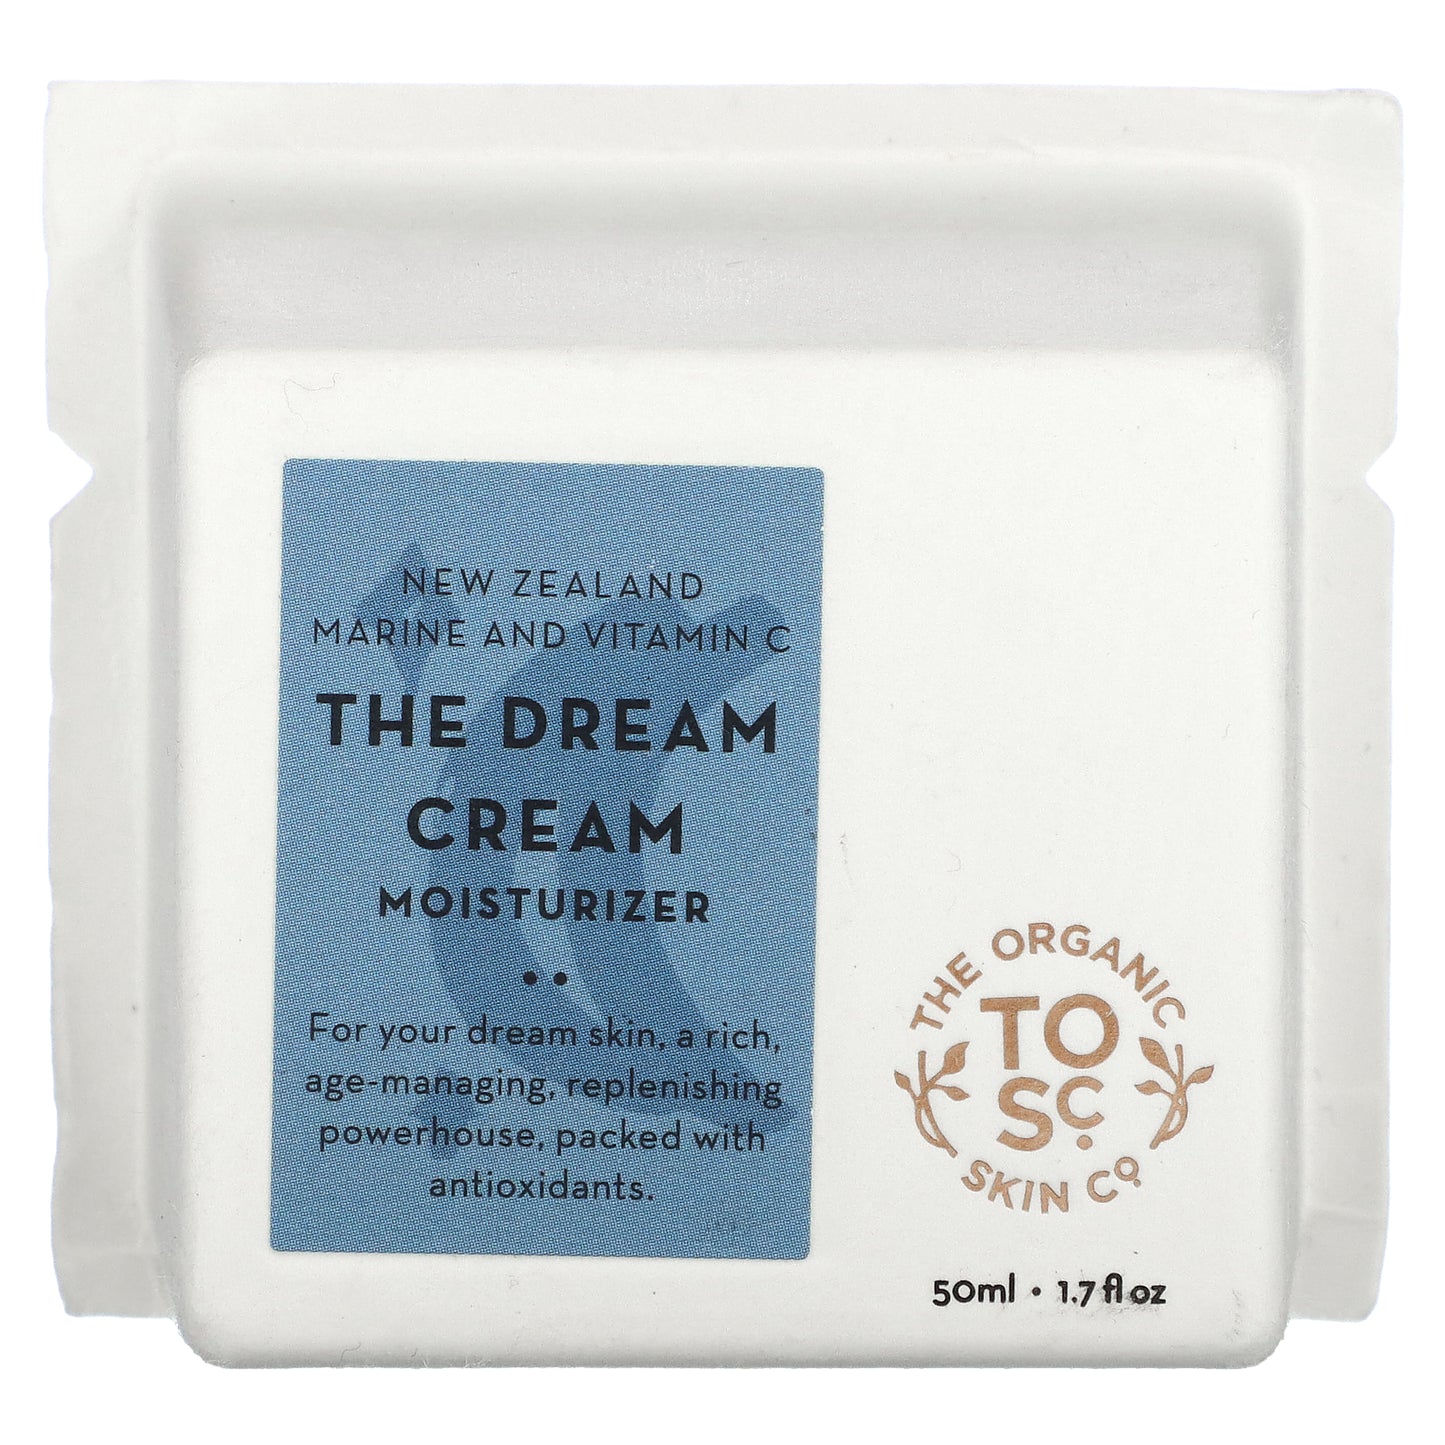 NEW ZEALAND
MARINE AND VITAMIN C
THE DREAM
CREAM
MOISTURIZER
••
For your dream skin, a rich,
age-managing, replenishing
powerhouse, packed with
antioxidants.
THE ORGANIC
TO
SC
SKIN CO.
50ml • 1.7 fl oz